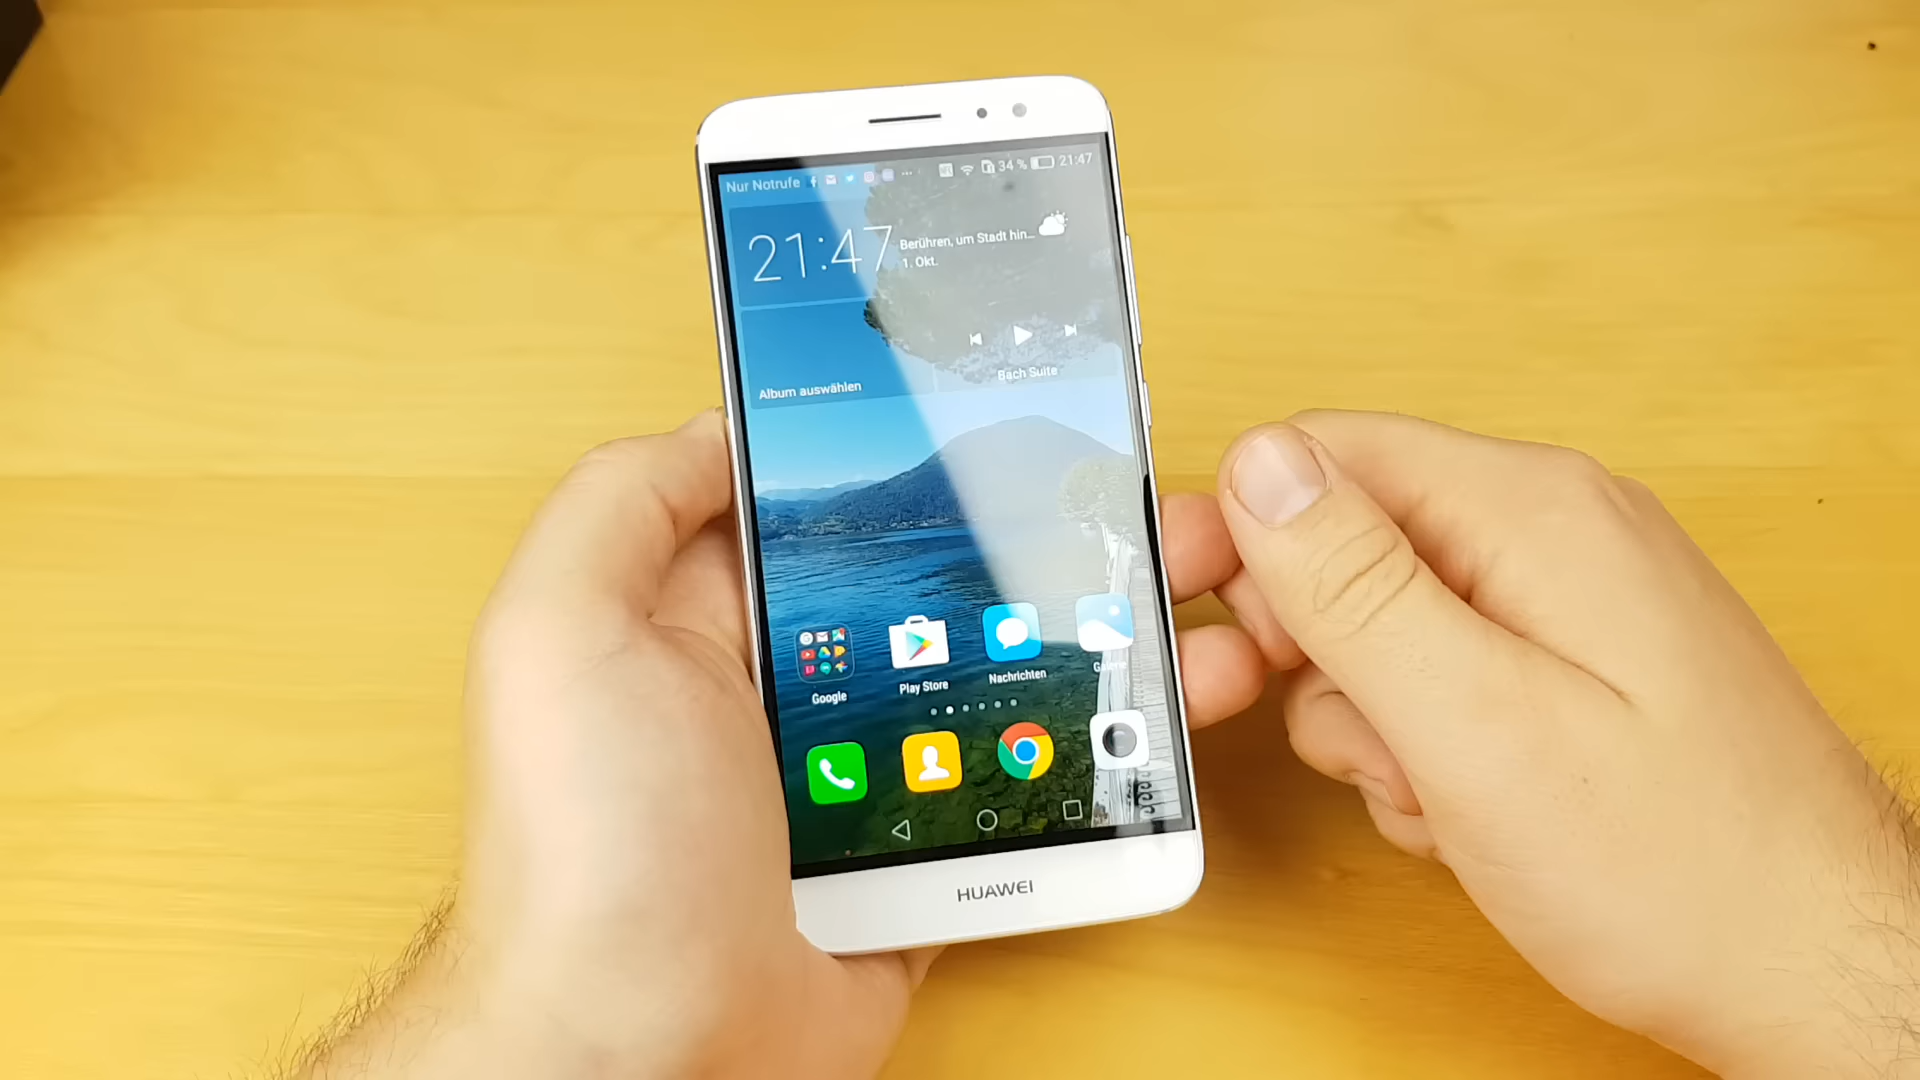 Nur Notrufe 34 % 21:47
21:47
Berühren, um Stadt hin...
1. Okt.
Album auswählen
Bach Suite
Google
Play Store
Nachrichten
Galerie
HUAWEI